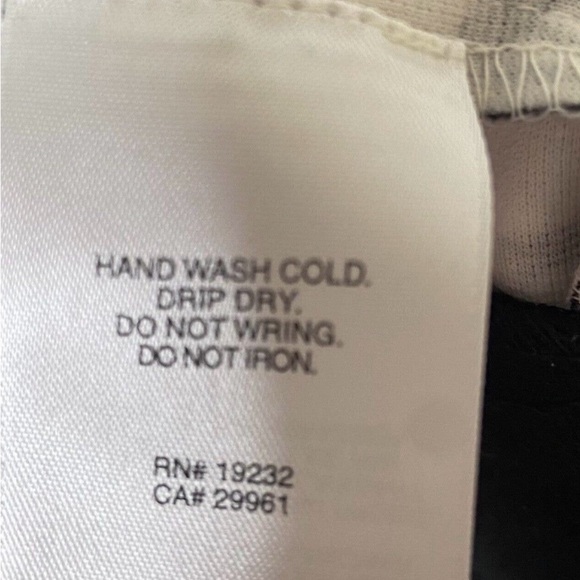 HAND WASH COLD.
DRIP DRY.
DO NOT WRING.
DO NOT IRON.
RN# 19232
CA# 29961